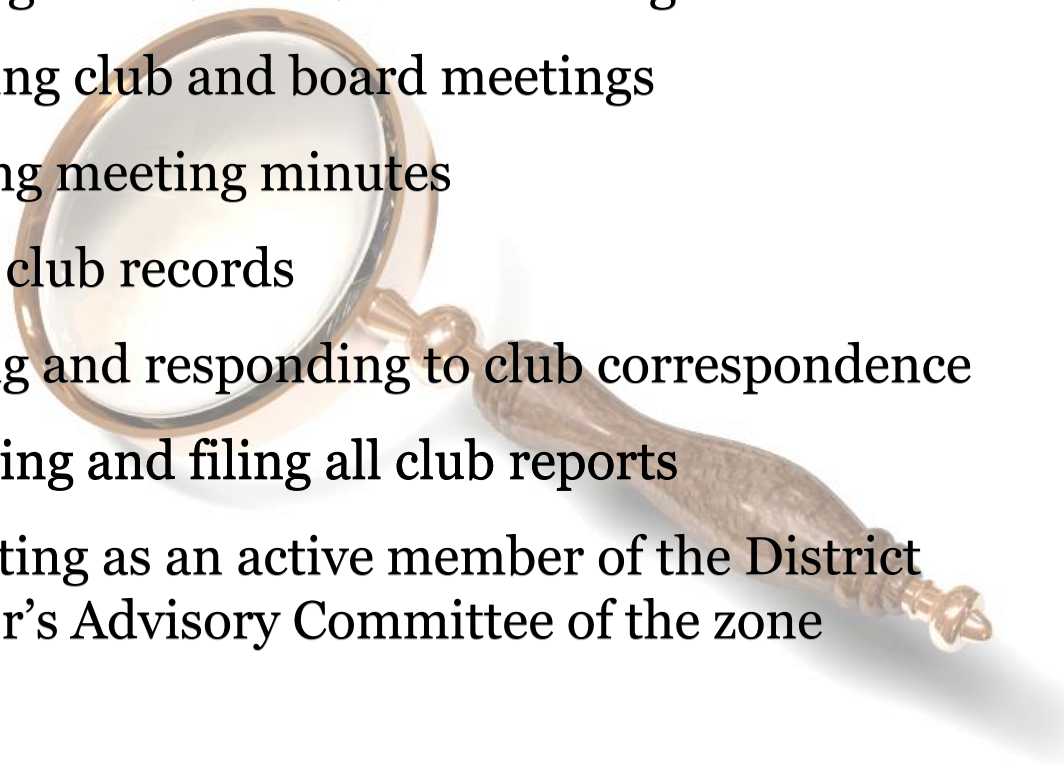 ing club and board meetings
ng meeting minutes
club records
g and responding to club correspondence
ing and filing all club reports
ting as an active member of the District
r’s Advisory Committee of the zone